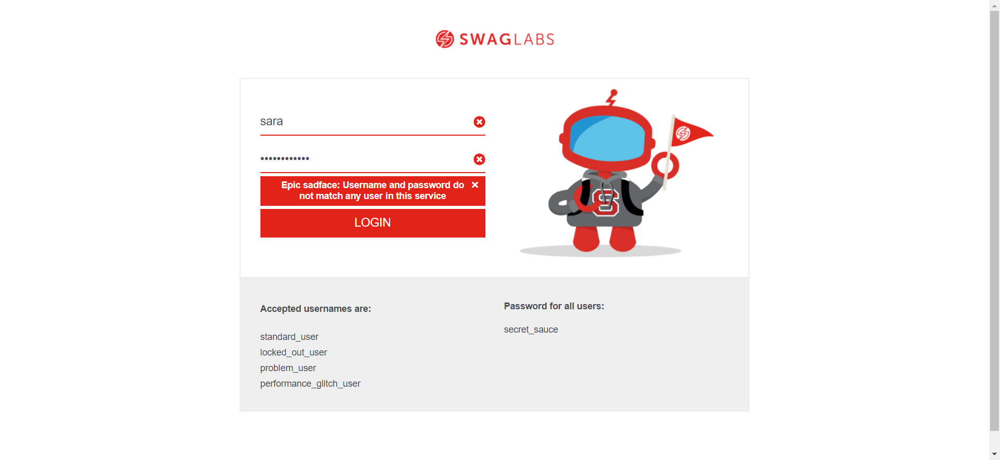 SWAGLABS
sara
••••••••••••
Epic sadface: Username and password do
not match any user in this service
LOGIN
S
Accepted usernames are:
standard_user
locked_out_user
problem_user
performance_glitch_user
Password for all users:
secret_sauce